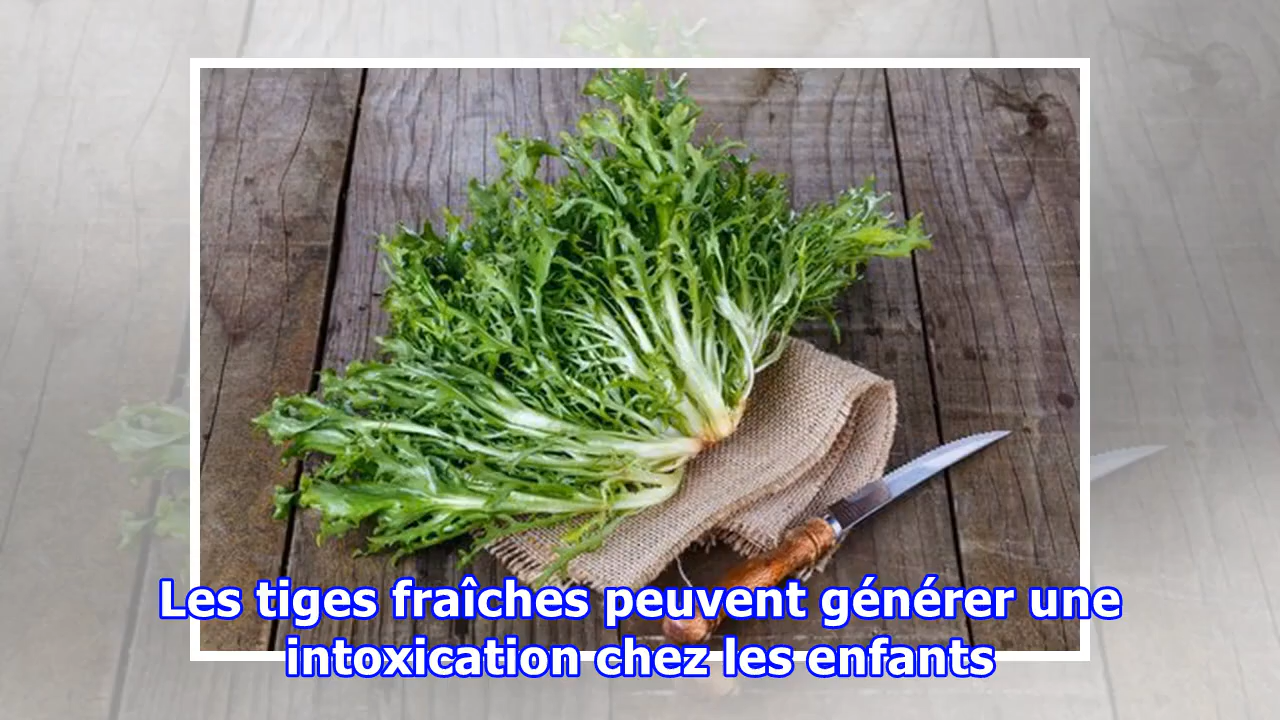 Les tiges fraîches peuvent générer une
intoxication chez les enfants